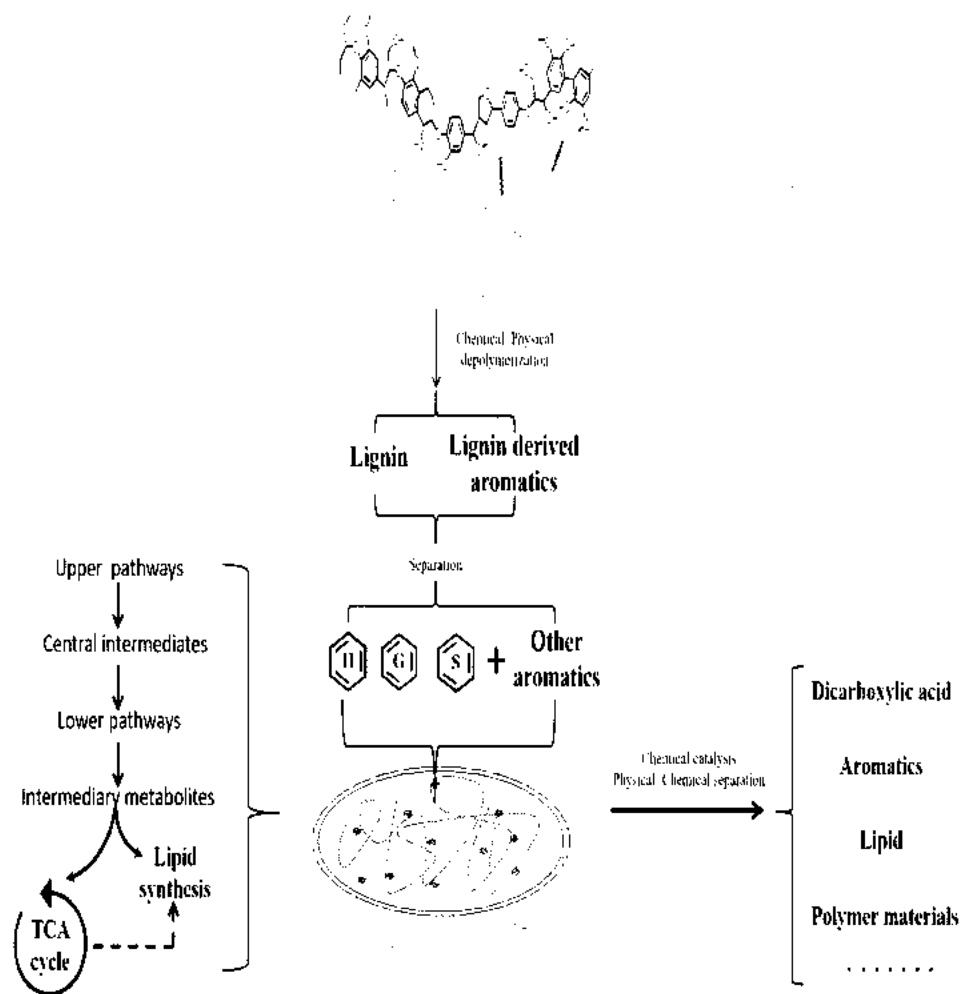 Chemical Physical
depolymerization
Lignin
Lignin derived
aromatics
Separation
Upper pathways
Central intermediates
Lower pathways
Intermediary metabolites
Lipid
synthesis
TCA
cycle
H
G
S
+
Other
aromatics
Chemical catalysis
Physical Chemical separation
Dicarboxylic acid
Aromatics
Lipid
Polymer materials
. . . . . . .